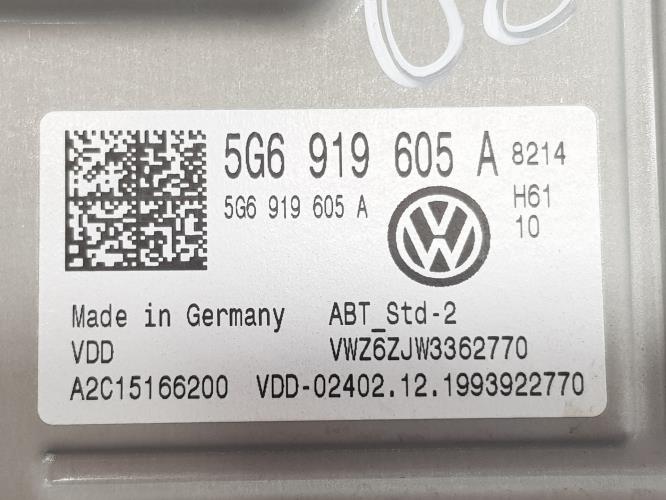 5G6 919 605 A 8214
5G6 919 605 A
H61
10
Made in Germany ABT_Std-2
VDD VWZ6ZJW3362770
A2C15166200 VDD-02402.12.1993922770